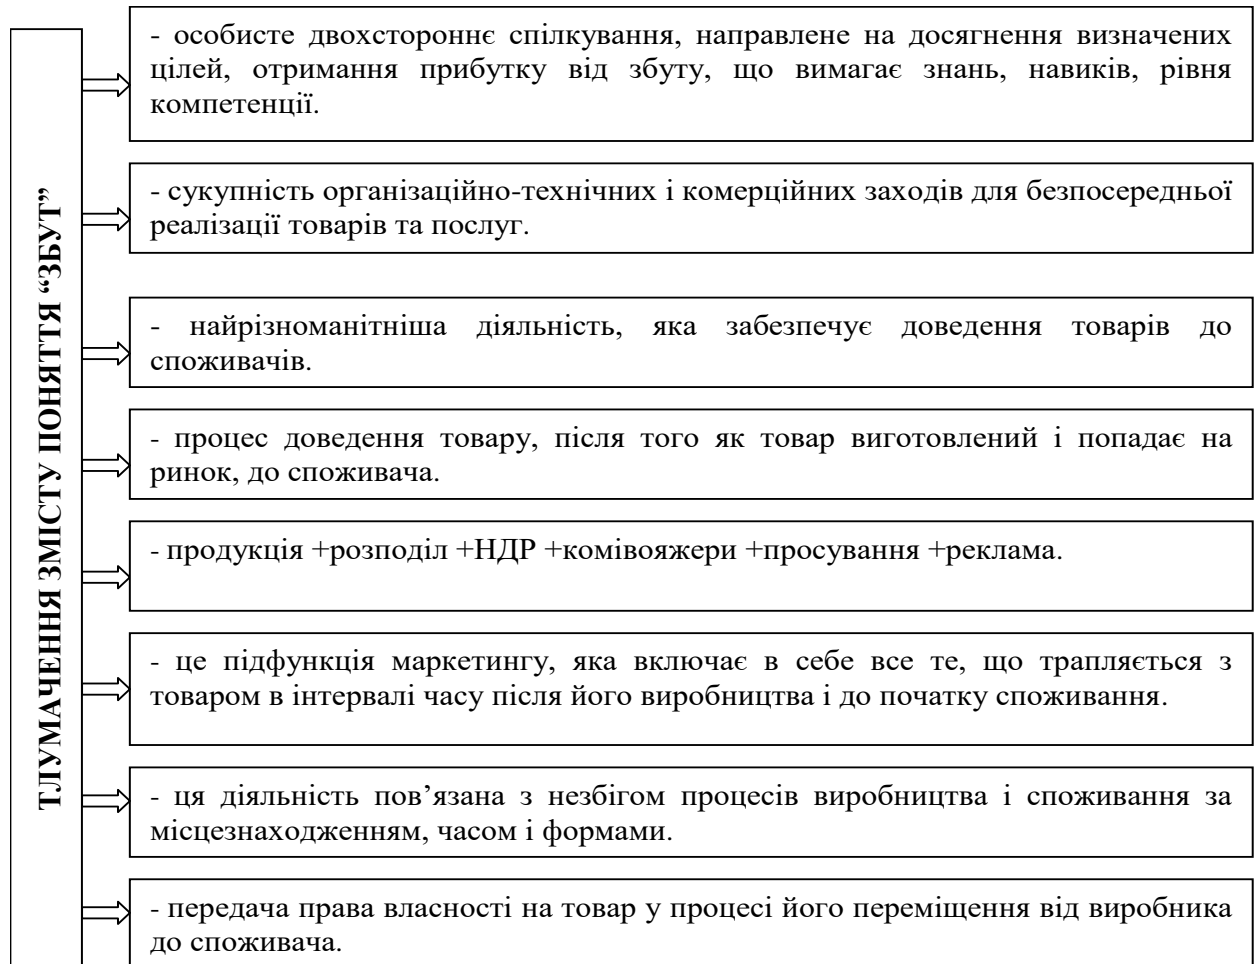 ТЛУМАЧЕННЯ ЗМІСТУ ПОНЯТТЯ “ЗБУТ”
- особисте двохстороннє спілкування, направлене на досягнення визначених
цілей, отримання прибутку від збуту, що вимагає знань, навиків, рівня
компетенції.
- сукупність організаційно-технічних і комерційних заходів для безпосередньої
реалізації товарів та послуг.
- найрізноманітніша діяльність, яка забезпечує доведення товарів до
споживачів.
- процес доведення товару, після того як товар виготовлений і попадає на
ринок, до споживача.
- продукція +розподіл +НДР +комівояжери +просування +реклама.
- це підфункція маркетингу, яка включає в себе все те, що трапляється з
товаром в інтервалі часу після його виробництва і до початку споживання.
- ця діяльність пов’язана з незбігом процесів виробництва і споживання за
місцезнаходженням, часом і формами.
- передача права власності на товар у процесі його переміщення від виробника
до споживача.